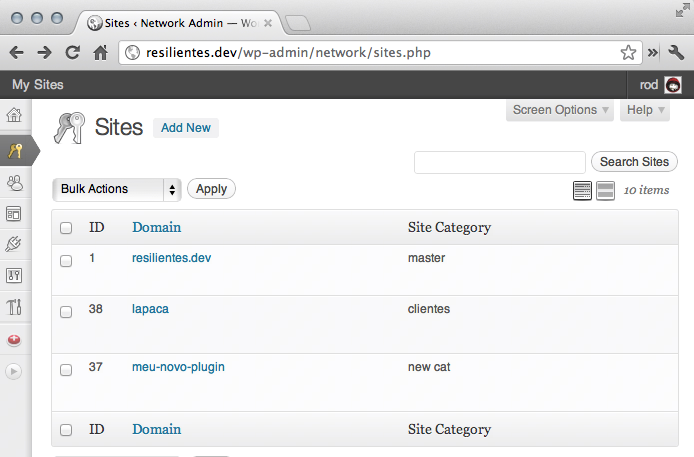 Sites ‹ Network Admin — Wo
resilientes.dev/wp-admin/network/sites.php
My Sites
rod
Screen Options Help
Sites Add New
Search Sites
Bulk Actions Apply 10 items
ID Domain Site Category
1 resilientes.dev master
38 lapaca clientes
37 meu-novo-plugin new cat
ID Domain Site Category